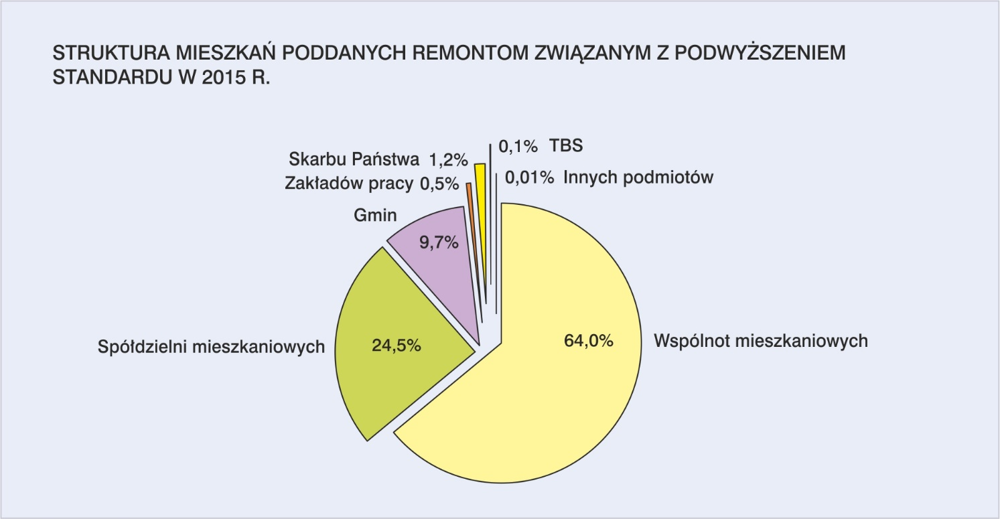 STRUKTURA MIESZKAŃ PODDANYCH REMONTOM ZWIĄZANYM Z PODWYŻSZENIEM
STANDARDU W 2015 R.
0,1% TBS
Skarbu Państwa 1,2%
0,01% Innych podmiotów
Zakładów pracy 0,5%
Gmin
9,7%
64,0% Wspólnot mieszkaniowych
Spółdzielni mieszkaniowych 24,5%